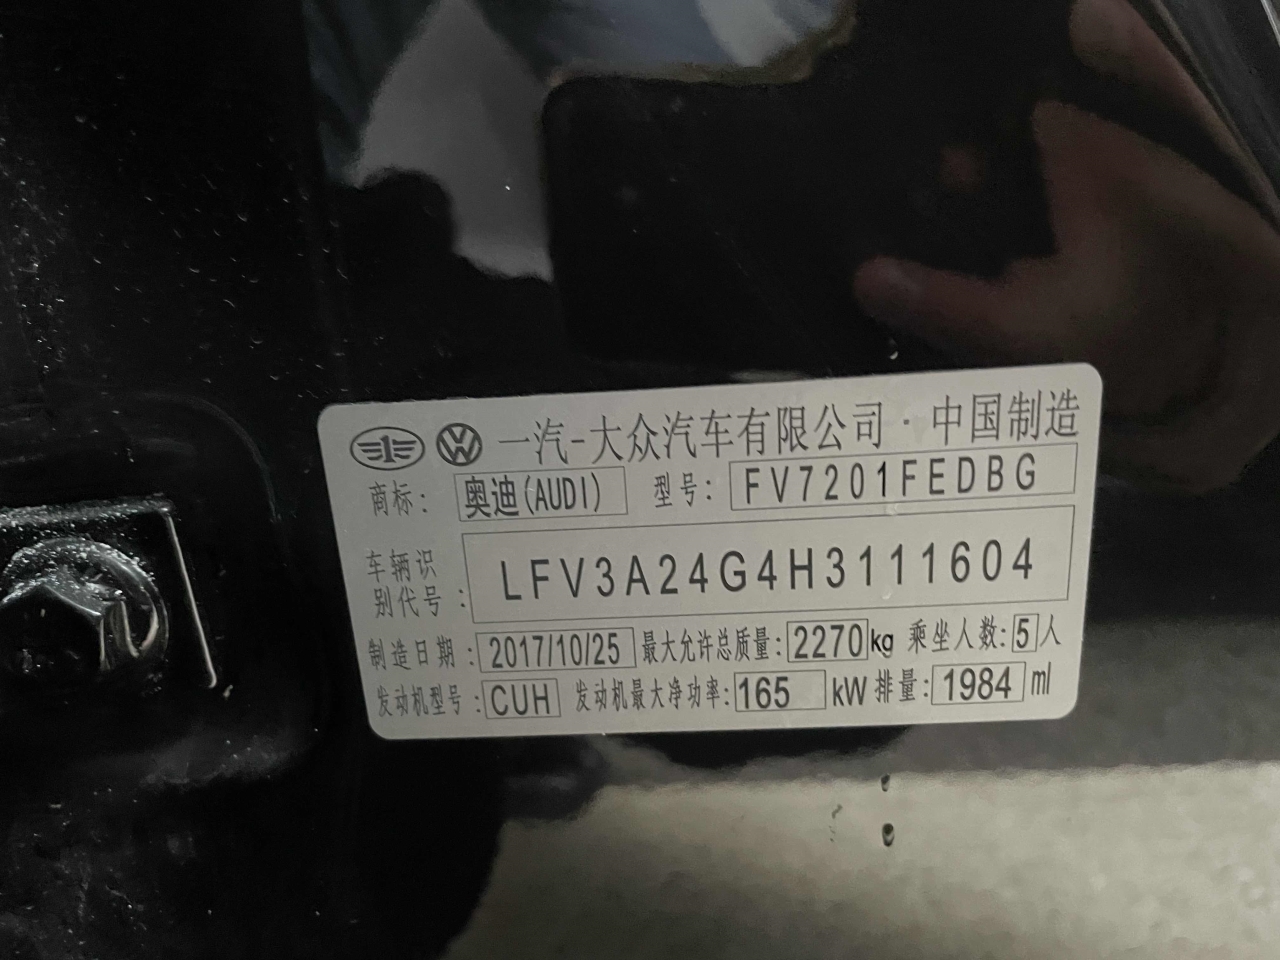 一汽-大众汽车有限公司·中国制造
商标: 奥迪(AUDI) 型号: FV7201FEDBG
车辆识别代号: LFV3A24G4H3111604
制造日期: 2017/10/25 最大允许总质量: 2270kg 乘坐人数: 5人
发动机型号: CUH 发动机最大净功率: 165 kW 排量: 1984 ml